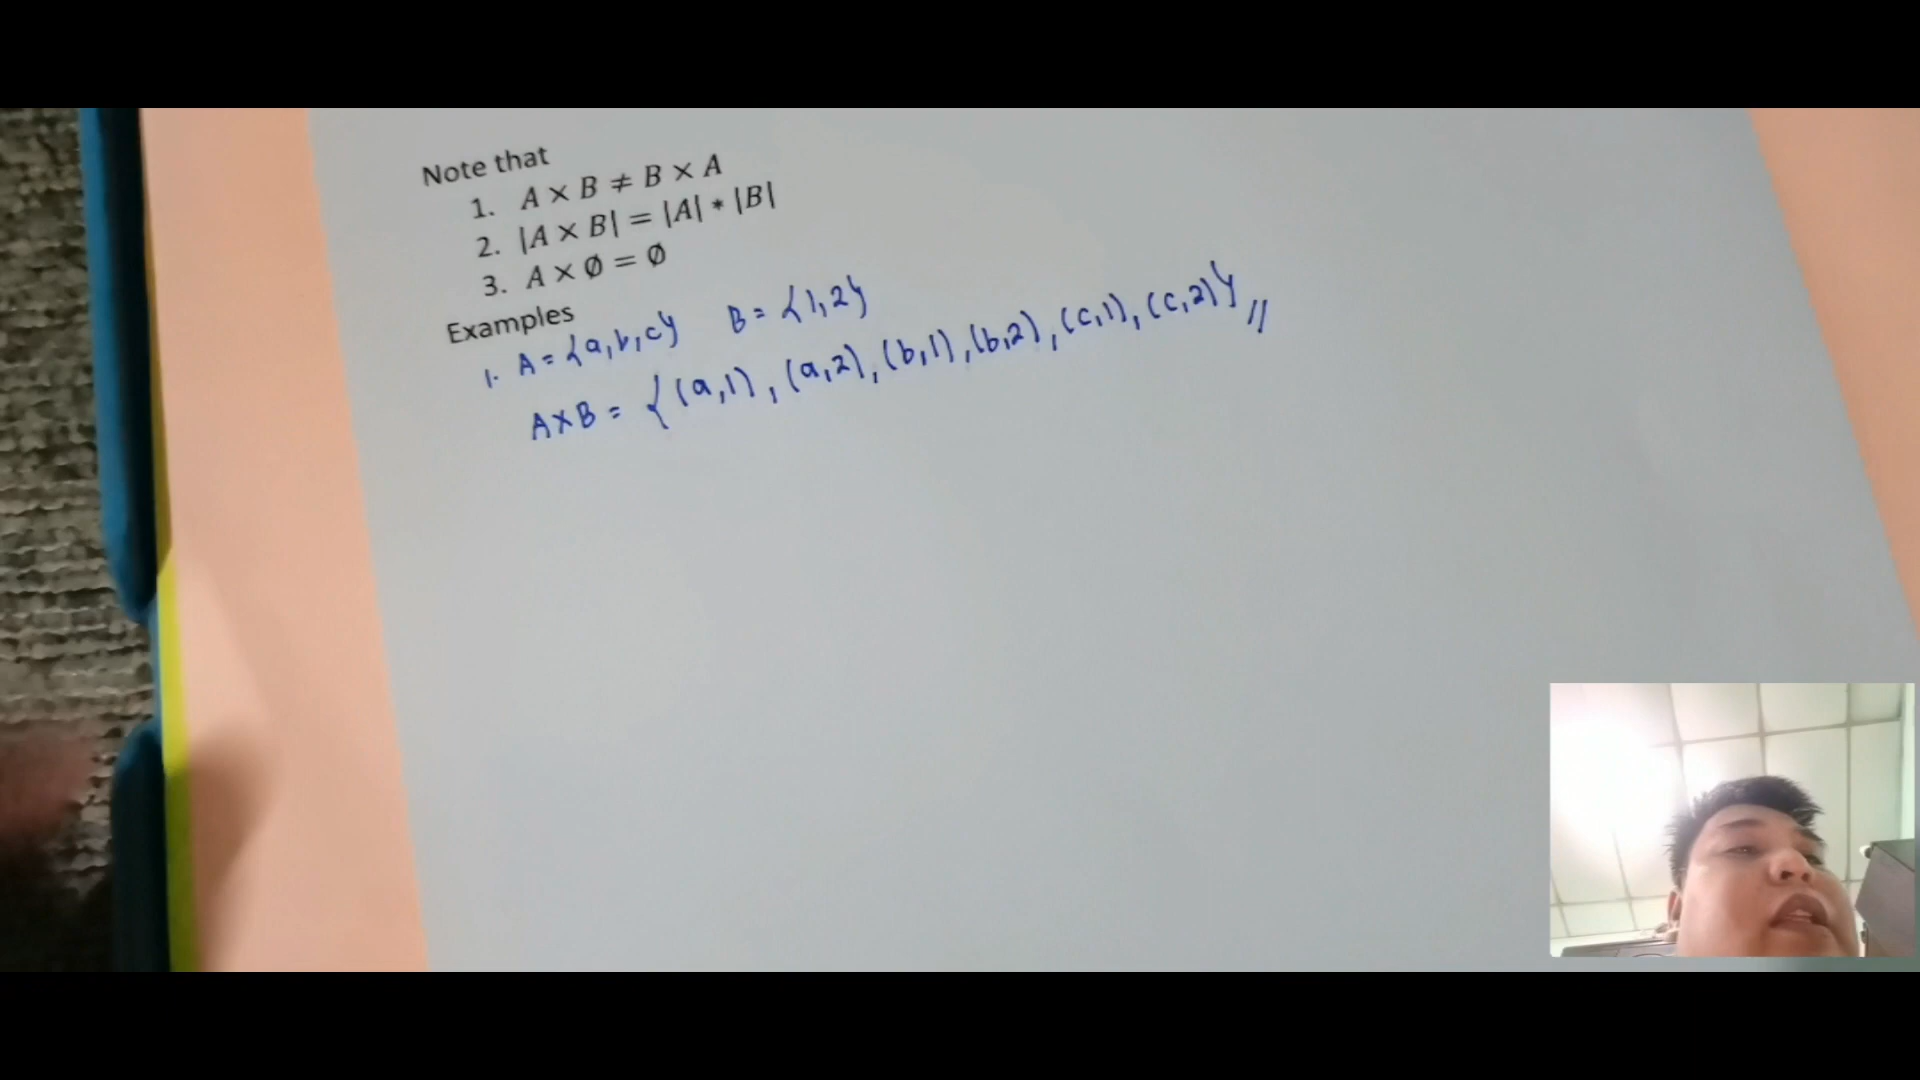 Note that
1. A × B ≠ B × A
2. |A × B| = |A| * |B|
3. A × ∅ = ∅
Examples
1. A = {a, b, c} B = {1, 2}
A×B = {(a,1), (a,2), (b,1), (b,2), (c,1), (c,2)} //